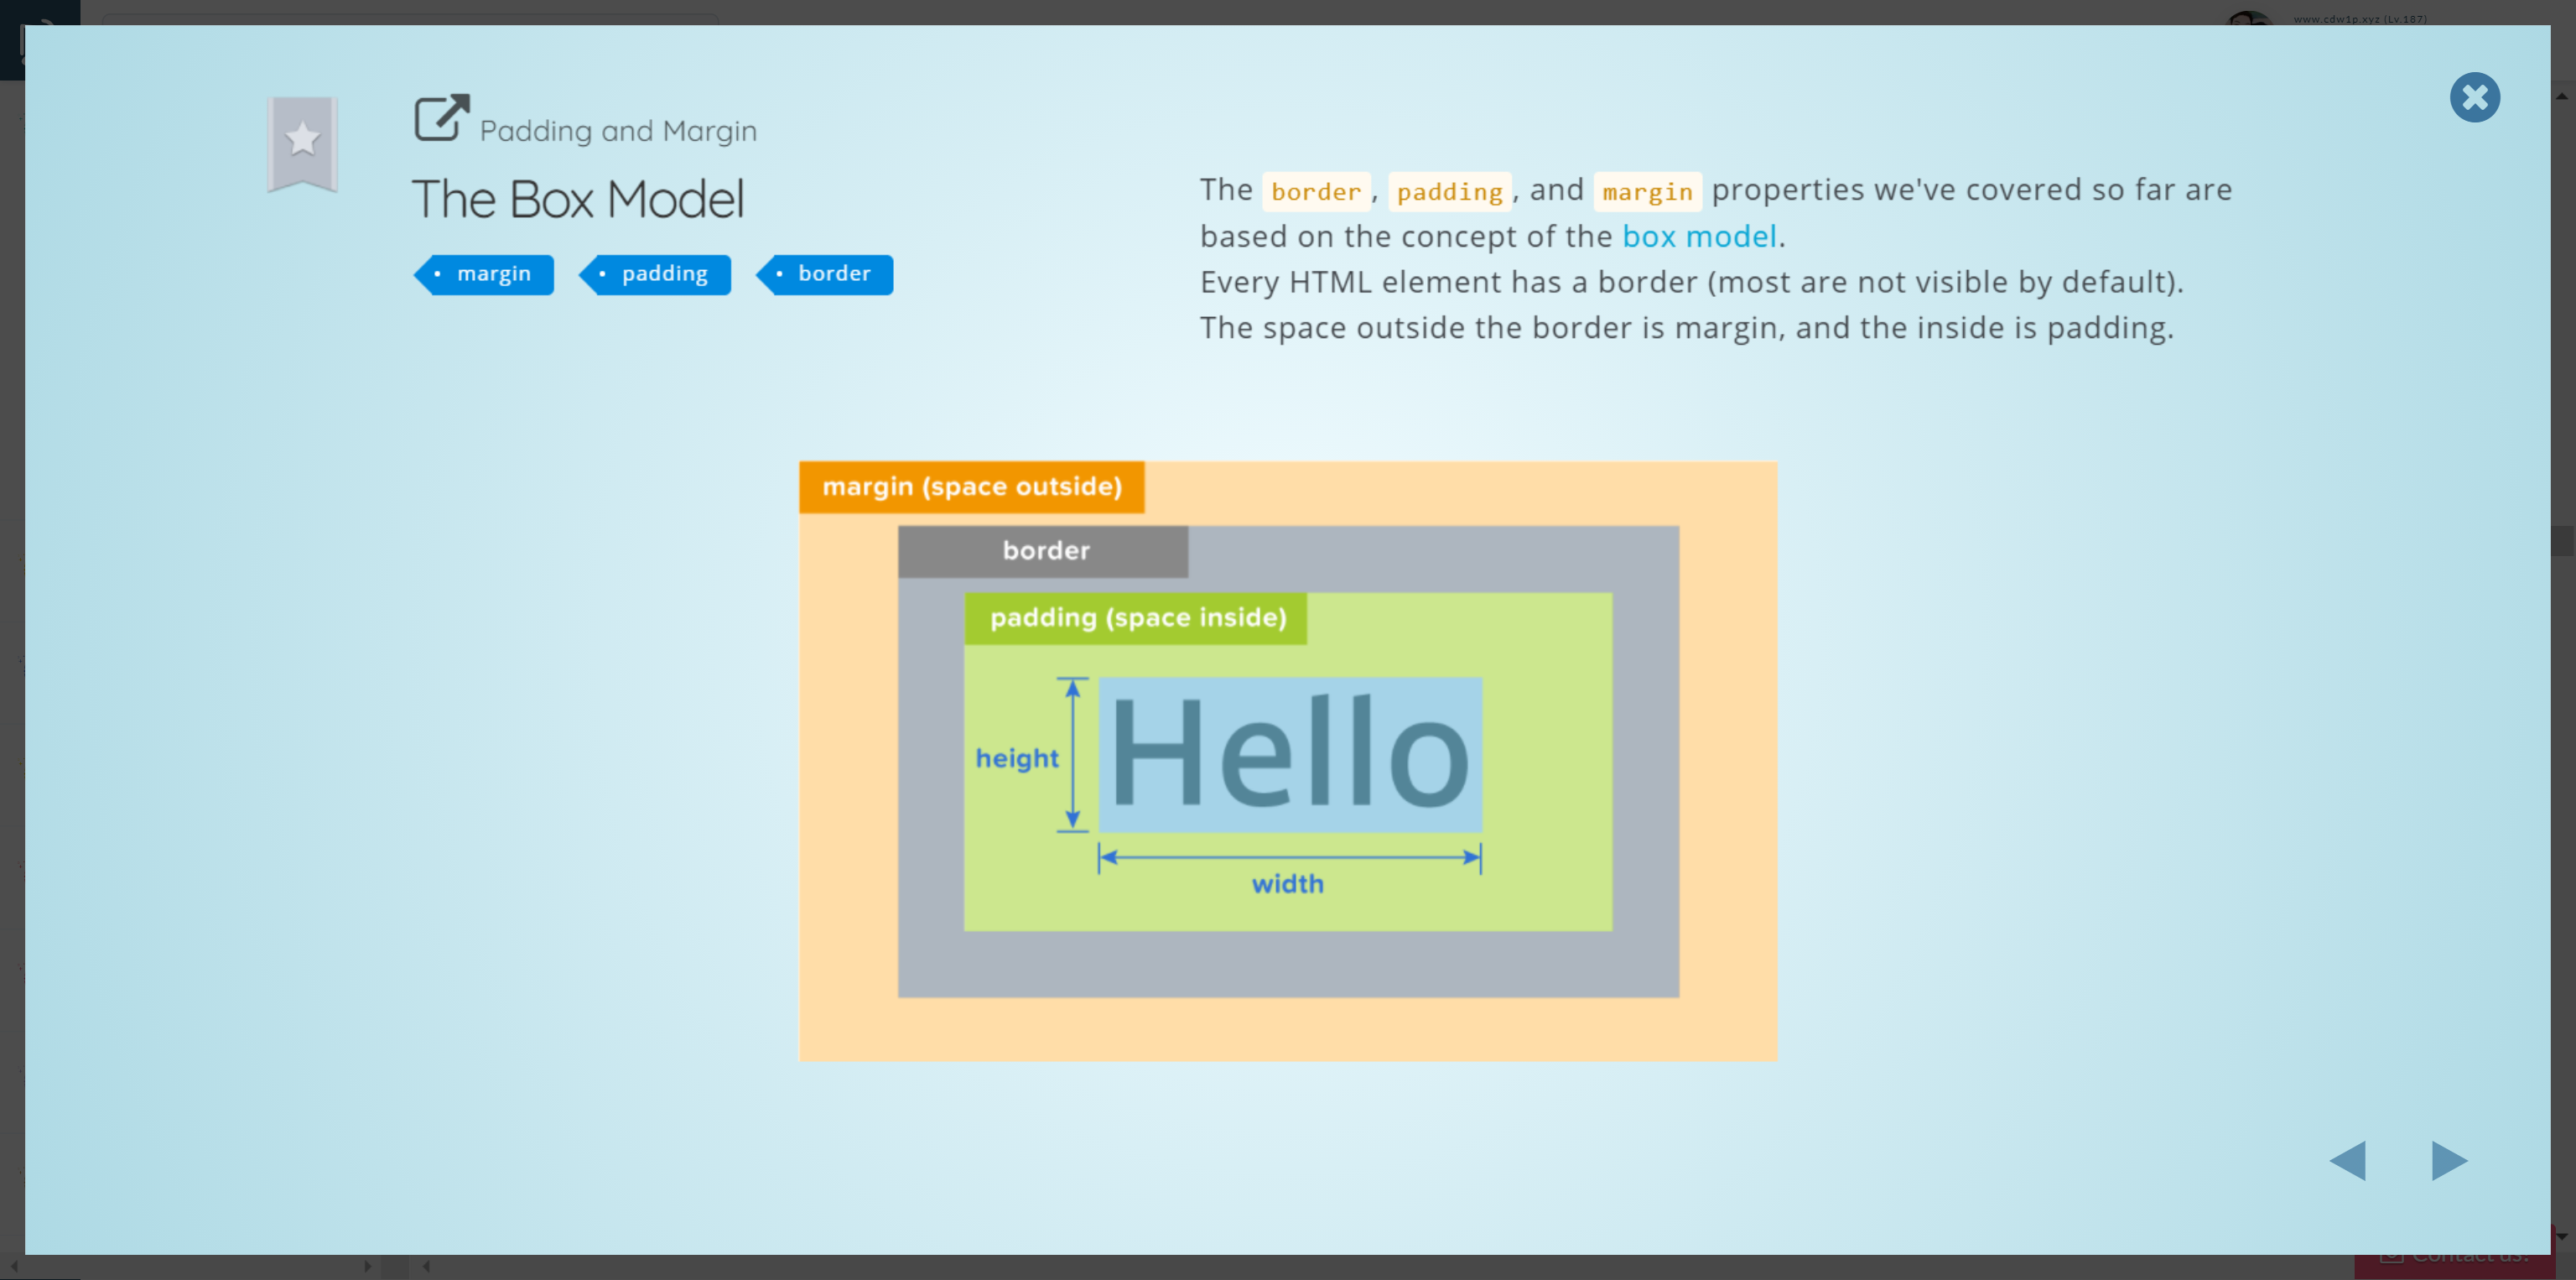 www.cdw1p.xyz (Lv.187)
Padding and Margin
The Box Model
margin padding border
The border, padding, and margin properties we've covered so far are
based on the concept of the box model.
Every HTML element has a border (most are not visible by default).
The space outside the border is margin, and the inside is padding.
margin (space outside)
border
padding (space inside)
Hello
height
width
Contact us!